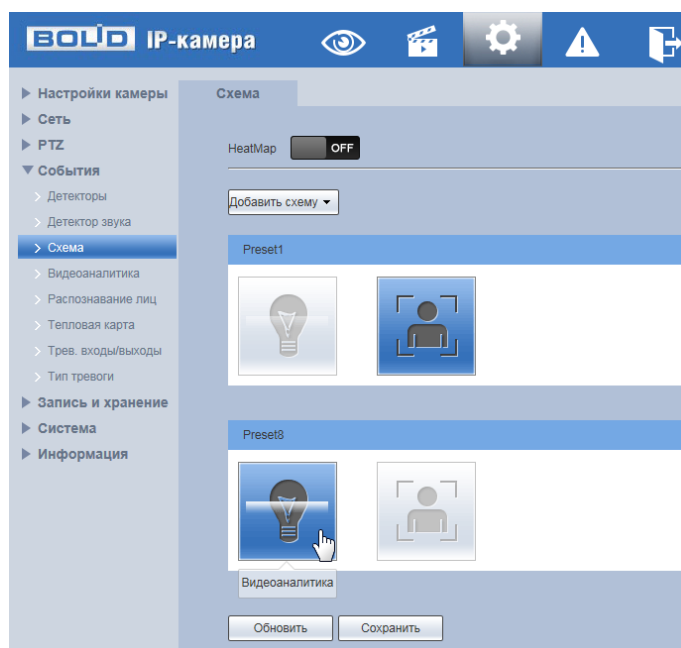 BOLID IP-камера
Настройки камеры
Сеть
PTZ
События
Детекторы
Детектор звука
Схема
Видеоаналитика
Распознавание лиц
Тепловая карта
Трев. входы/выходы
Тип тревоги
Запись и хранение
Система
Информация
Схема
HeatMap OFF
Добавить схему
Preset1
Preset8
Видеоаналитика
Обновить Сохранить